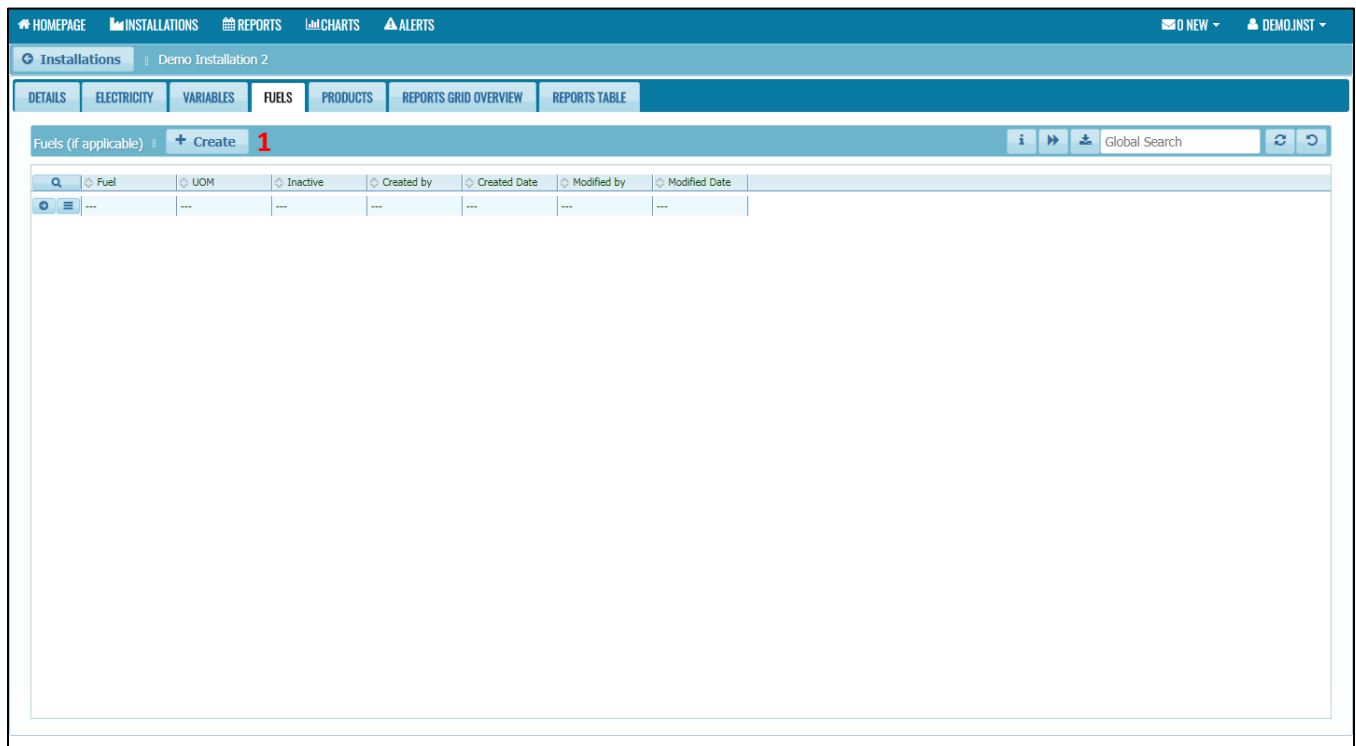 HOMEPAGE INSTALLATIONS REPORTS CHARTS ALERTS 0 NEW DEMO.INST
Installations Demo Installation 2
DETAILS ELECTRICITY VARIABLES FUELS PRODUCTS REPORTS GRID OVERVIEW REPORTS TABLE
Fuels (if applicable) + Create 1 i Global Search
Fuel UOM Inactive Created by Created Date Modified by Modified Date
--- --- --- --- --- --- ---